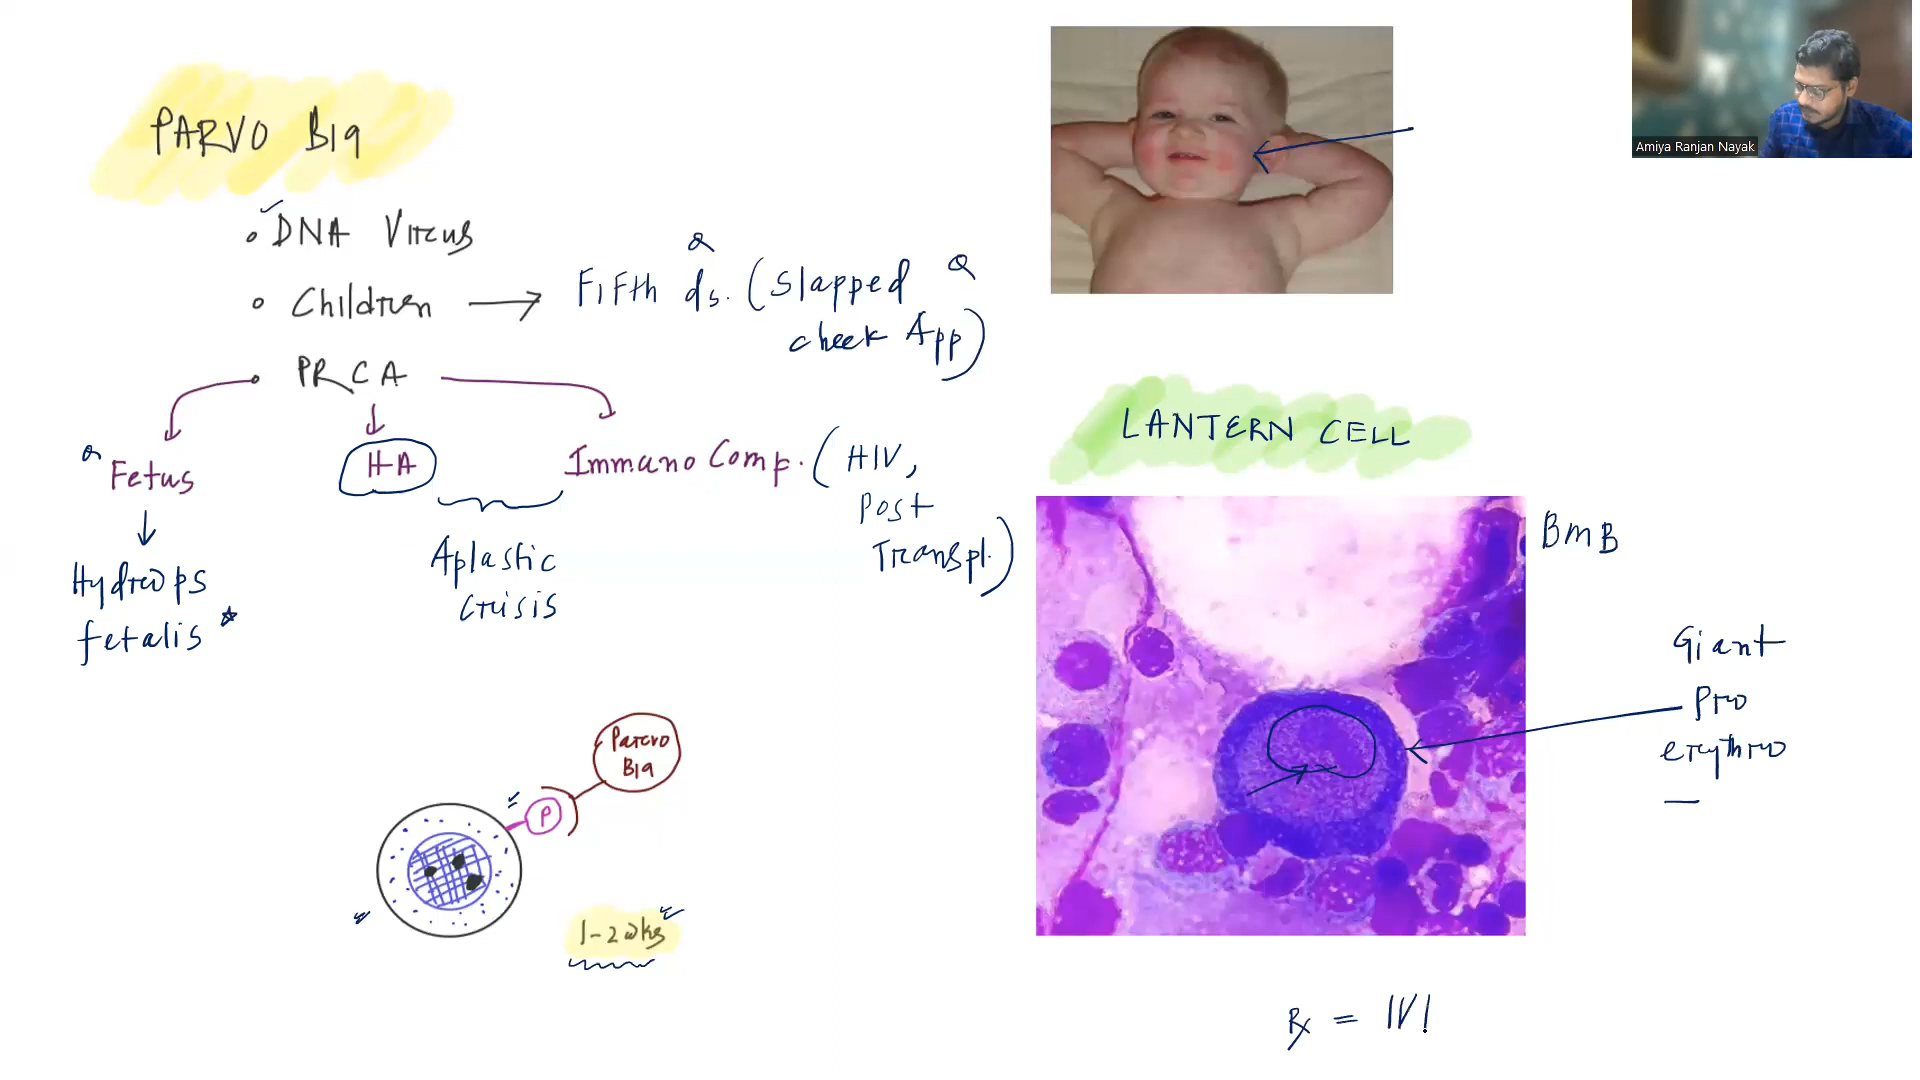 PARVO B19
• DNA Virus
• Children → Fifth ds. (Slapped
cheek App)
• PRCA
Fetus
HA
Immano Comp. (HIV,
Post
Transpl.)
Hydrops
fetalis
Aplastic
crisis
Parvo
B19
P
1-2 wks
Amiya Ranjan Nayak
LANTERN CELL
BMB
Giant
Pro
erythro
Rx = IVI